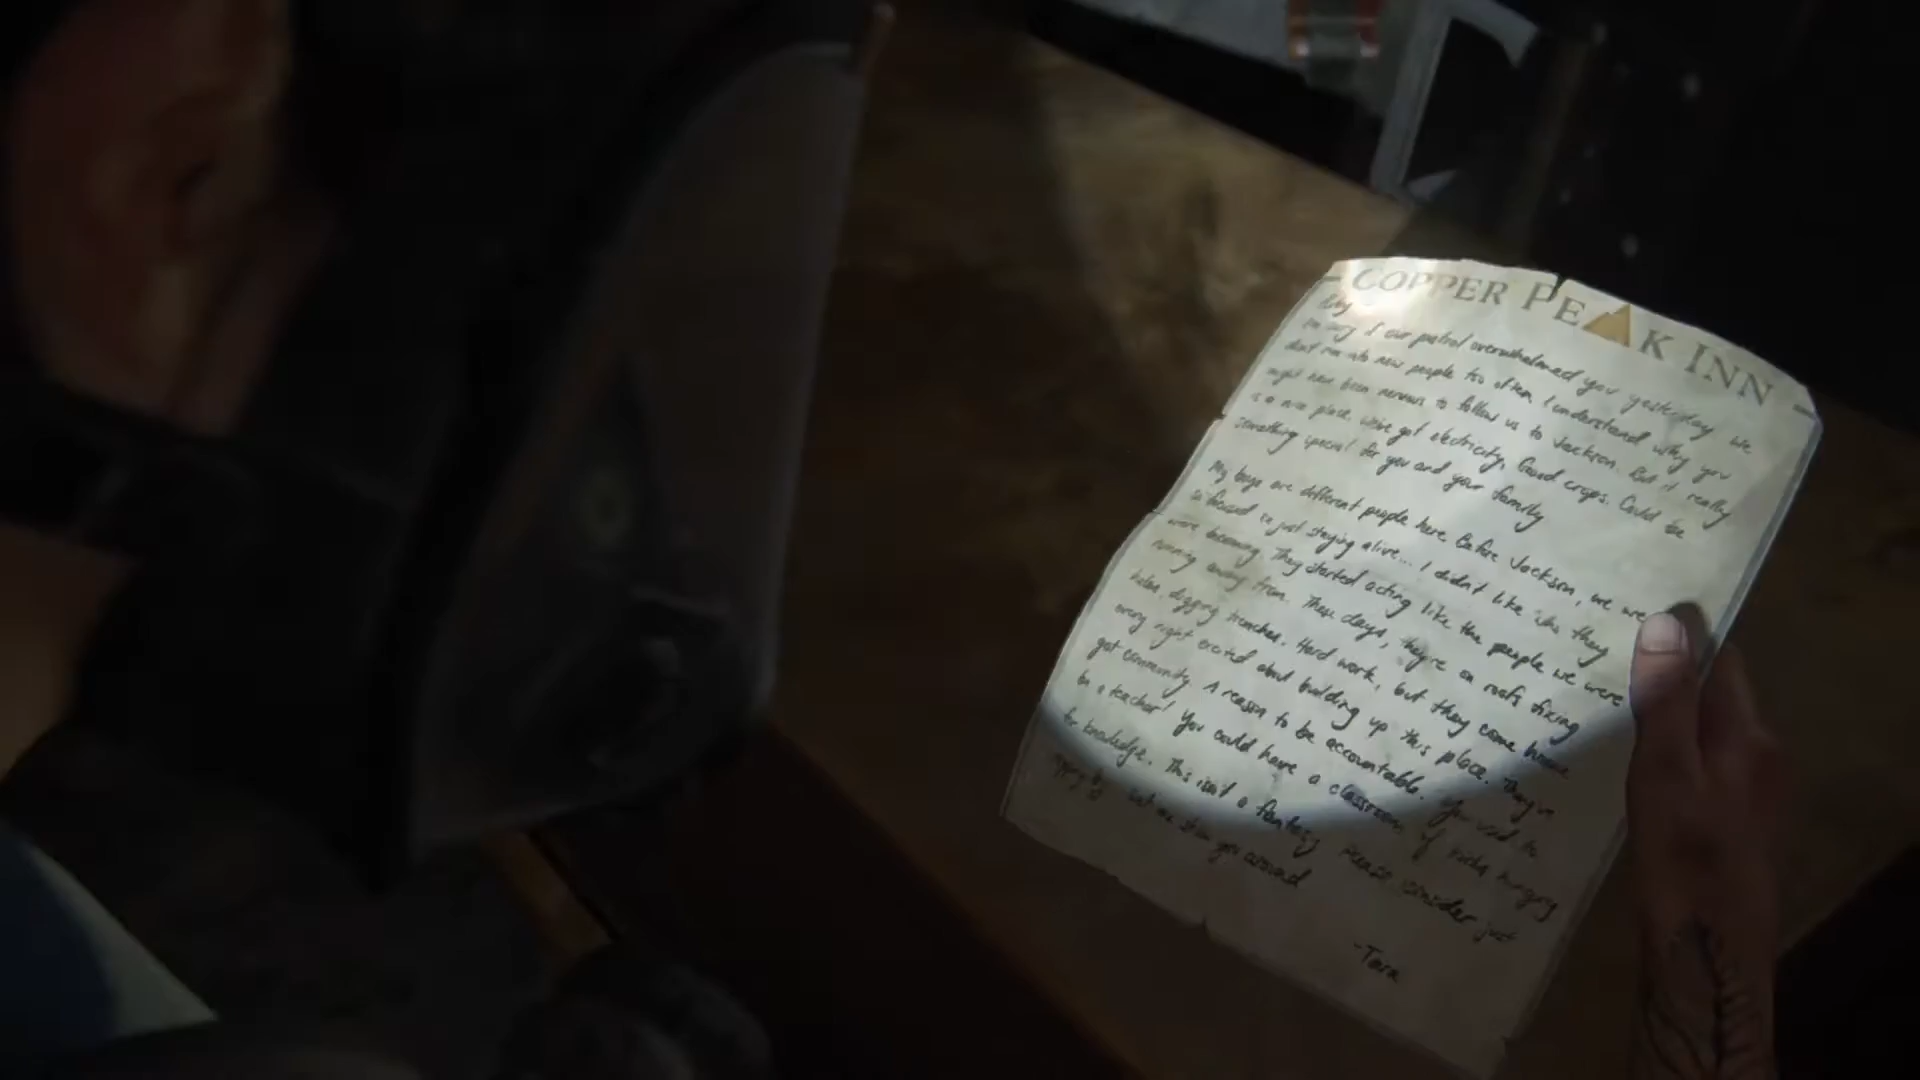 COPPER PEAK INN
Ruby
I'm sorry if our patrol overwhelmed you yesterday. We
don't run into new people too often. I understand why you
might have been nervous to follow us to Jackson. But it really
is a nice place. We've got electricity. Good crops. Could be
something special for you and your family
My boys are different people here. Before Jackson, we were
so focused on just staying alive... I didn't like who they
were becoming. They started acting like the people we were
running away from. These days, they're on roofs fixing
holes, digging trenches. Hard work, but they come home
every night excited about building up this place. They've
got community. A reason to be accountable. You used to
be a teacher! You could have a classroom of kids hungry
for knowledge. This isn't a fantasy. Please consider just
let me show you around
-Tara